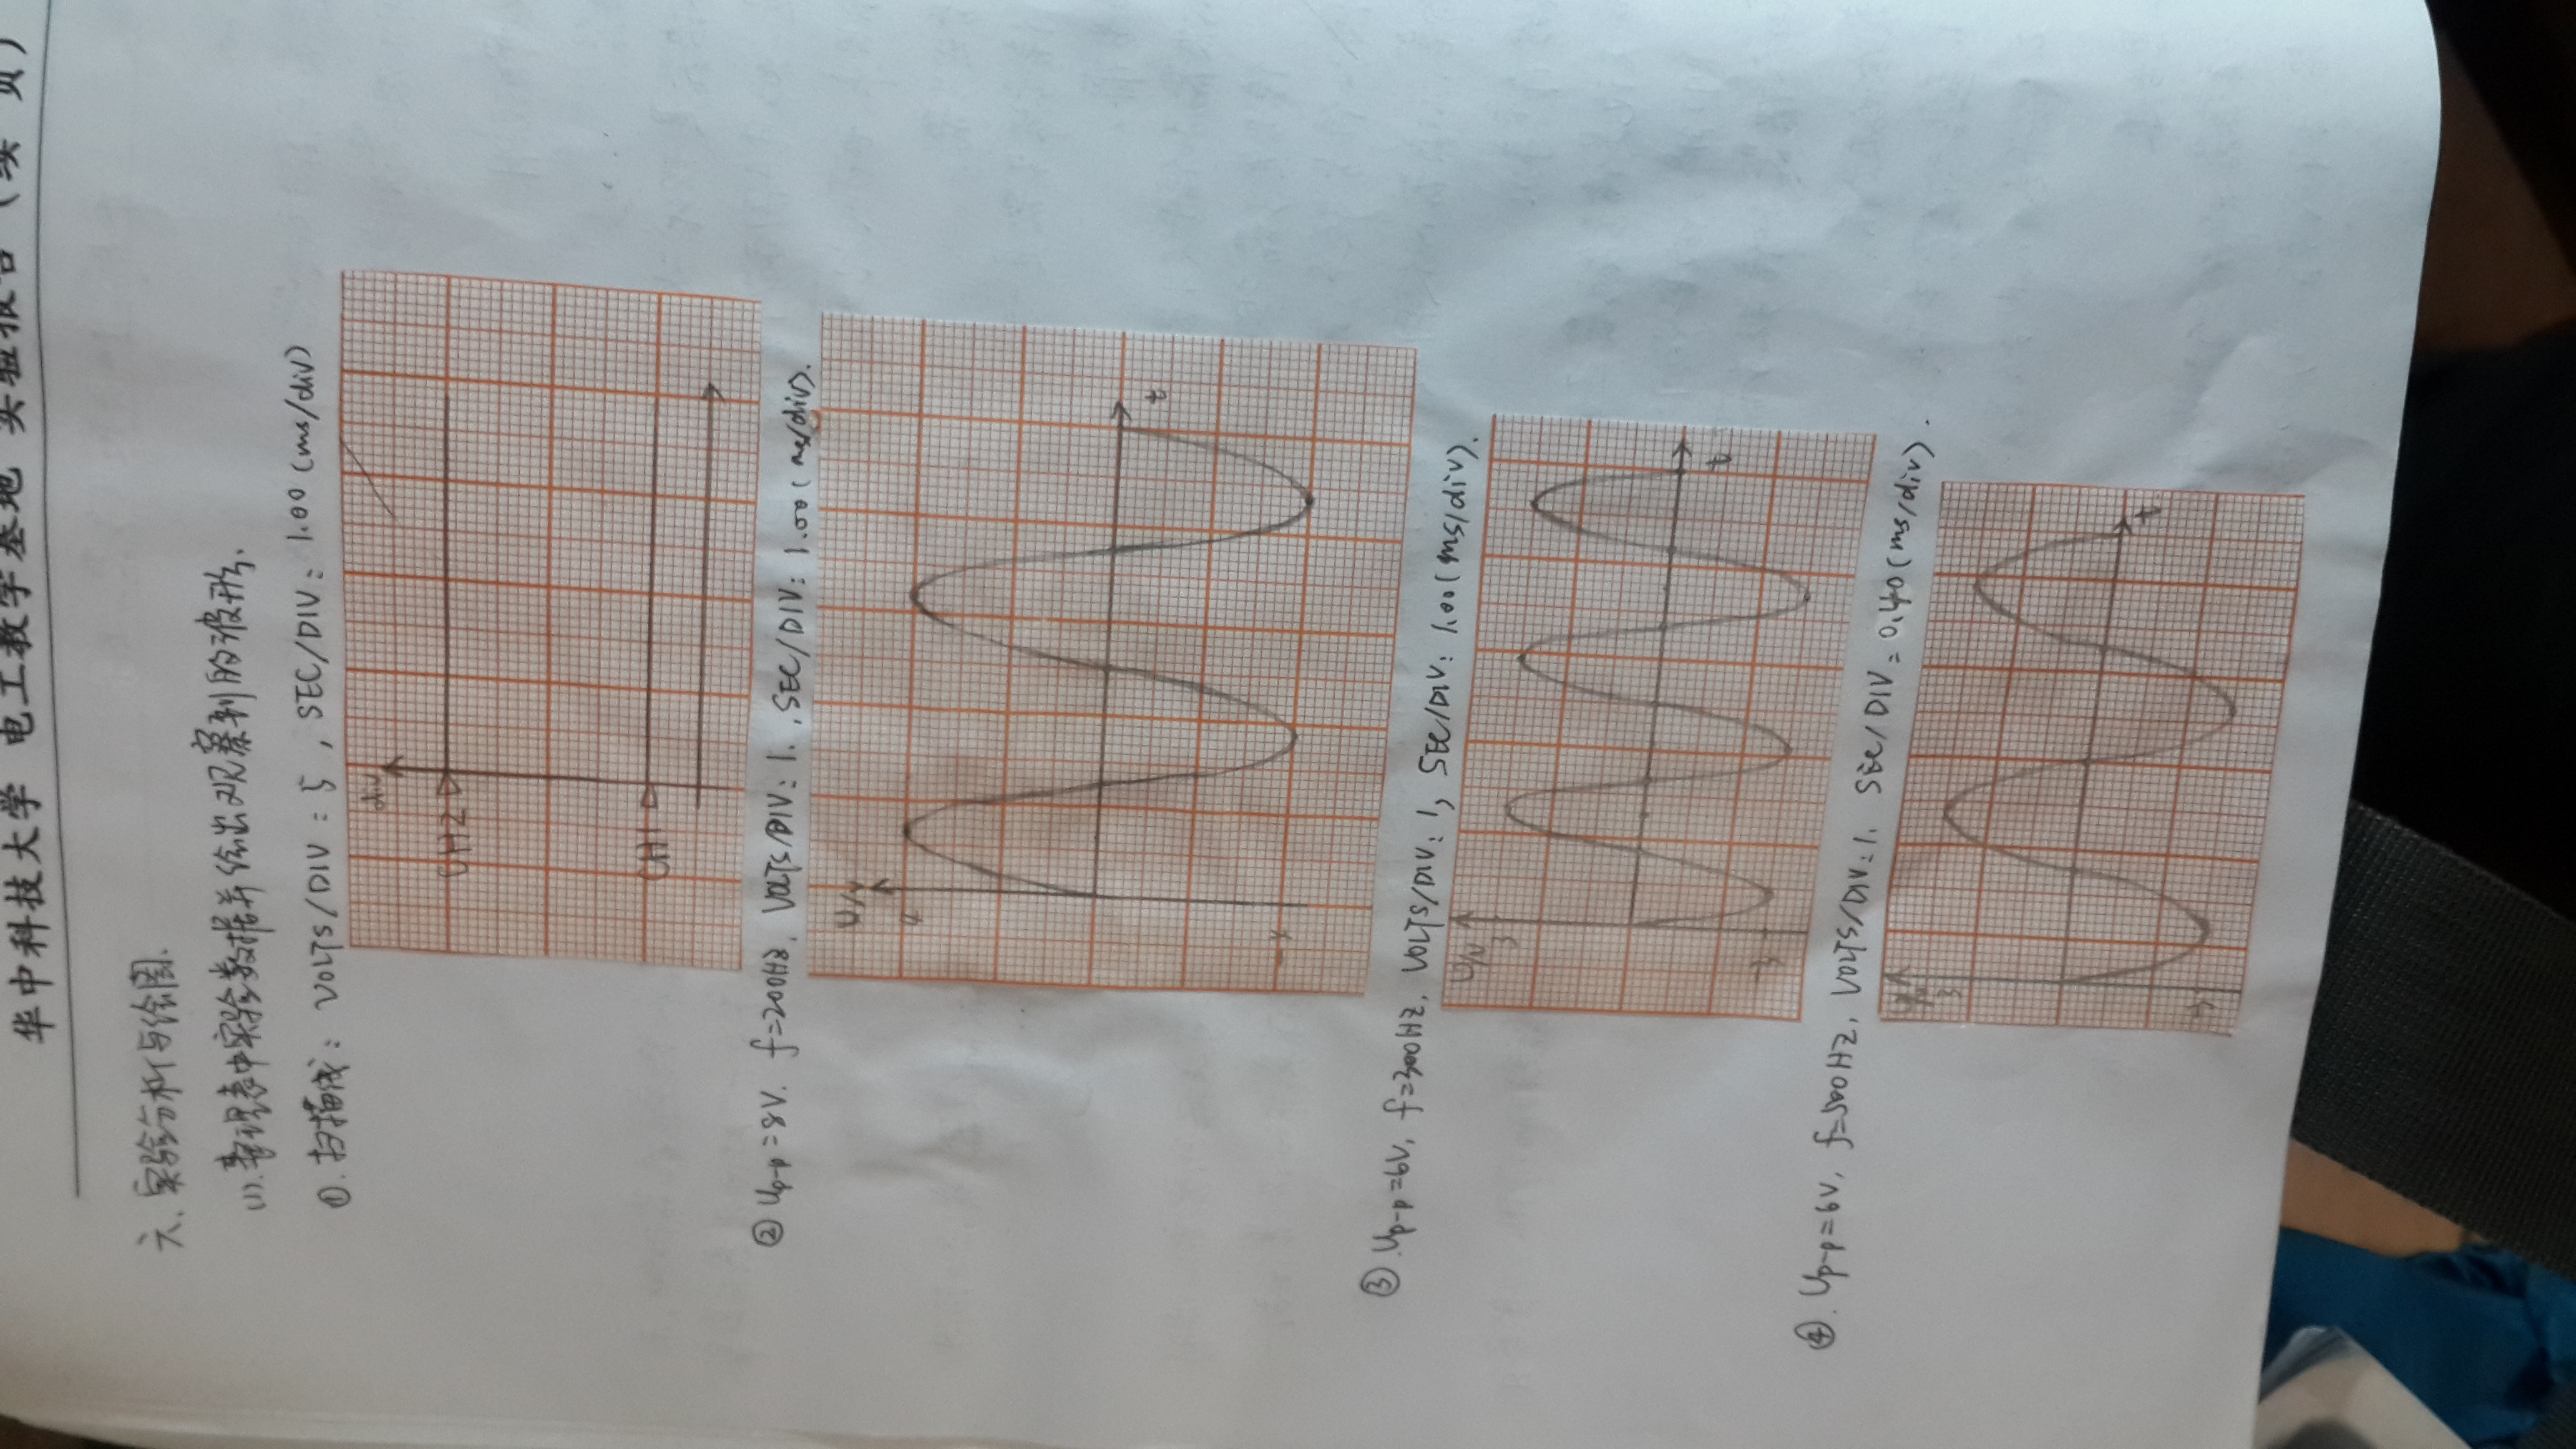 华中科技大学 电工教学基地 实验报告（续 页）
六、实验分析与绘图.
(1). 整理表中实验数据并绘出观察到的波形.
①. 扫描线: VOLTS/DIV : 5 , SEC/DIV: 1.00 (ms/div)
div
CH2
CH1
② Up-p=8V. f=200Hz, VOLTS/DIV: 1. , SEC/DIV: 1.00 (ms/div).
U/V
4
t
-4
③ Up-p=6V, f=300HZ, VOLTS/DIV: 1, SEC/DIV: 1.00 (ms/div).
U/V
3
t
-3
④. Up-p=6V, f=500HZ, VOLTS/DIV: 1. SEC/DIV = 0.40 (ms/div).
U/V
3
t
-3